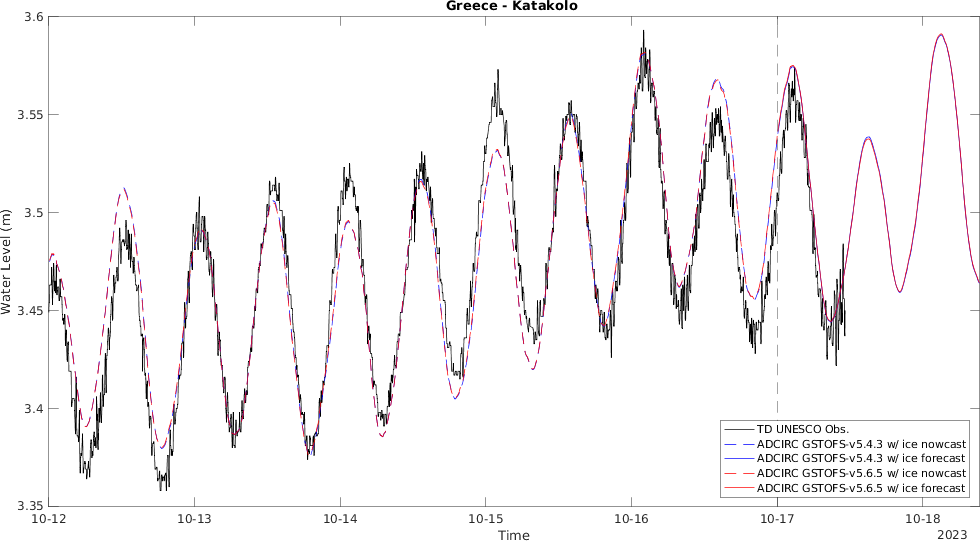 Greece - Katakolo
3.6
3.55
3.5
3.45
3.4
3.35
Water Level (m)
10-12
10-13
10-14
10-15
10-16
10-17
10-18
Time
2023
TD UNESCO Obs.
ADCIRC GSTOFS-v5.4.3 w/ ice nowcast
ADCIRC GSTOFS-v5.4.3 w/ ice forecast
ADCIRC GSTOFS-v5.6.5 w/ ice nowcast
ADCIRC GSTOFS-v5.6.5 w/ ice forecast